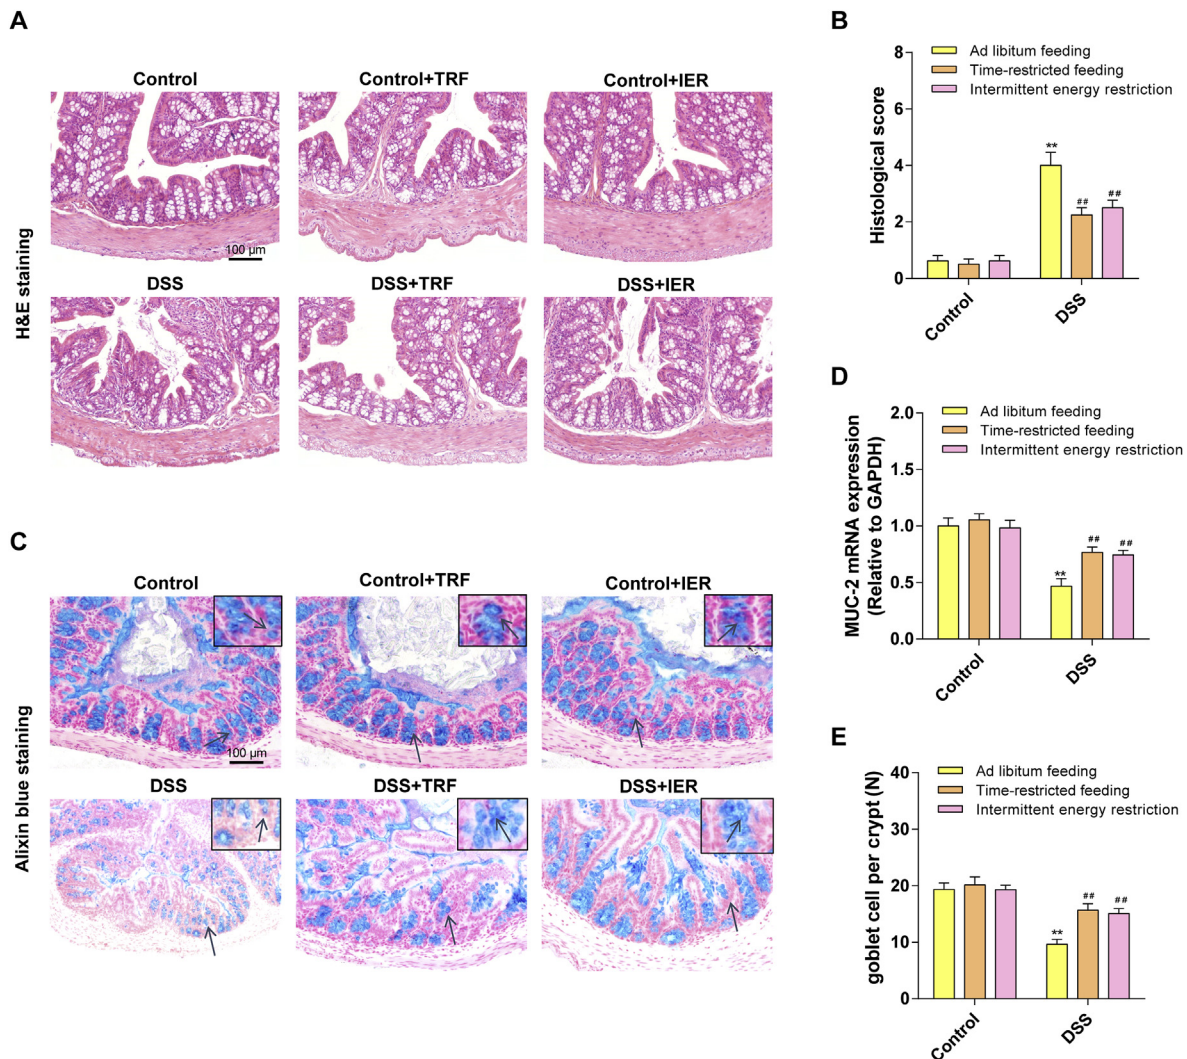 A
Control
Control+TRF
Control+IER
H&E staining
100 µm
DSS
DSS+TRF
DSS+IER
B
Ad libitum feeding
Time-restricted feeding
Intermittent energy restriction
Histological score
8
6
4
2
0
**
##
##
Control
DSS
C
Control
Control+TRF
Control+IER
Alixin blue staining
100 µm
DSS
DSS+TRF
DSS+IER
D
Ad libitum feeding
Time-restricted feeding
Intermittent energy restriction
MUC-2 mRNA expression
(Relative to GAPDH)
2.0
1.5
1.0
0.5
0.0
**
##
##
Control
DSS
E
Ad libitum feeding
Time-restricted feeding
Intermittent energy restriction
goblet cell per crypt (N)
40
30
20
10
0
**
##
##
Control
DSS